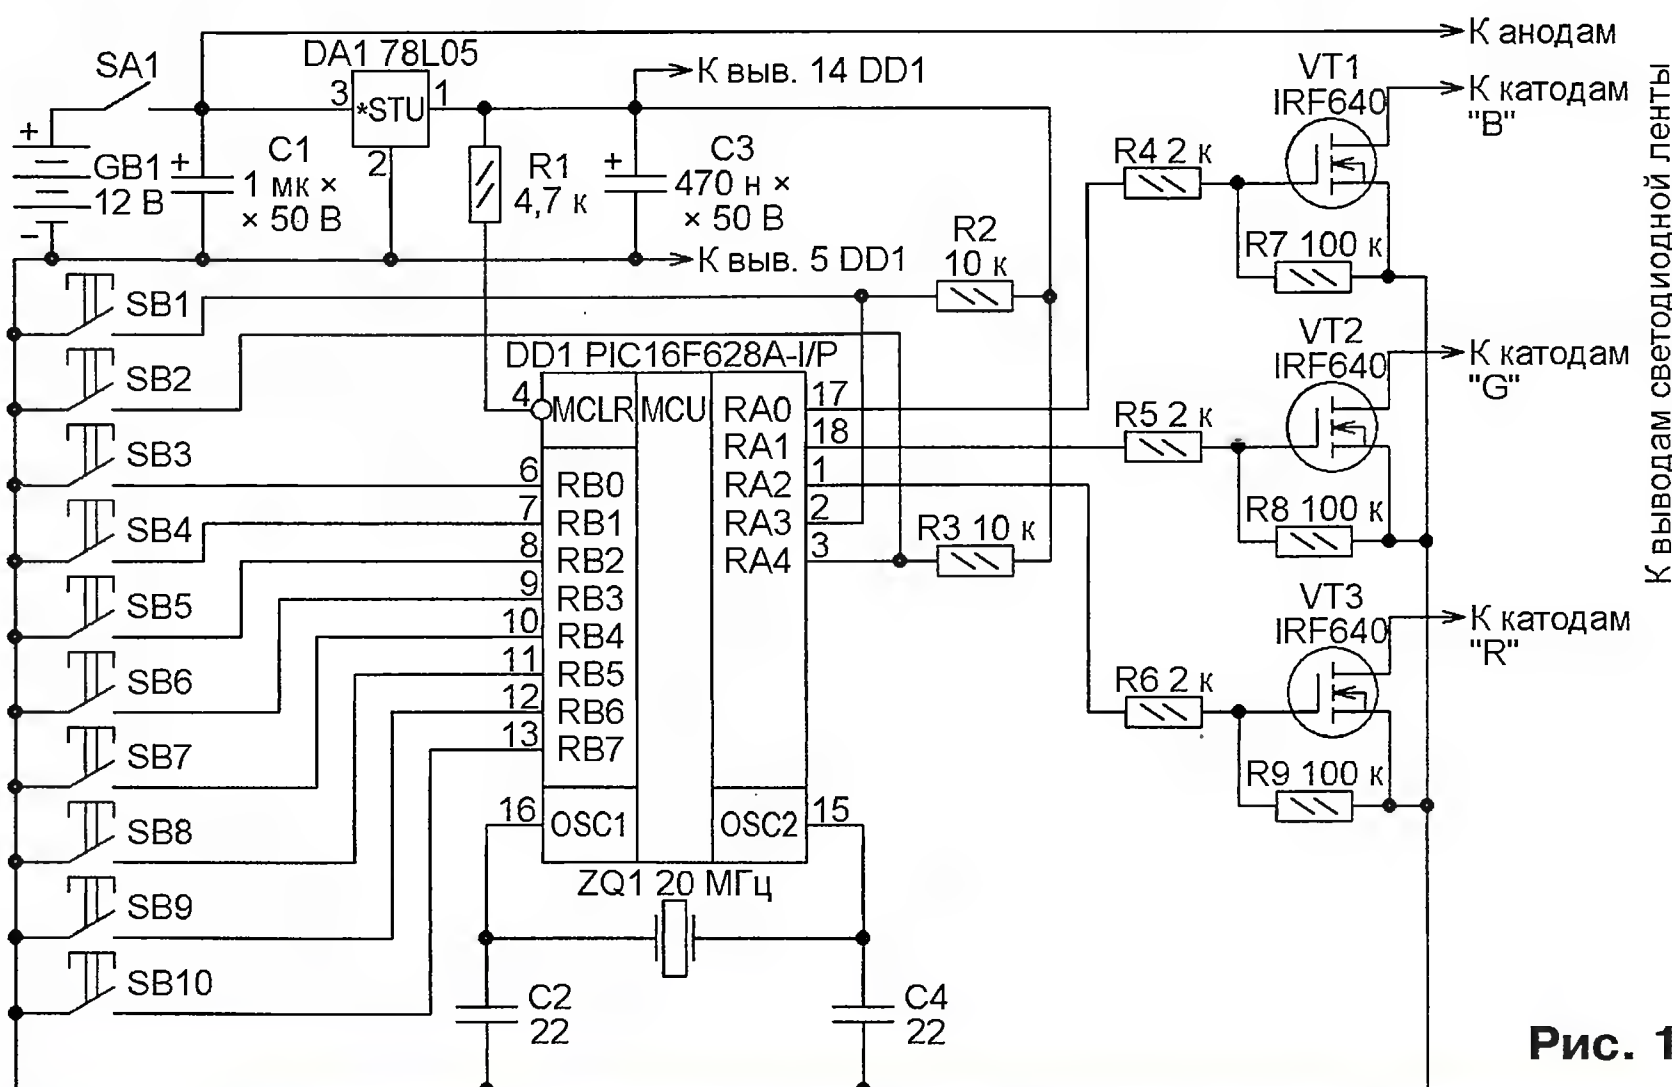 К анодам
SA1
DA1 78L05
К выв. 14 DD1
3
*STU
1
2
+
GB1
12 В
−
+
C1
1 мк ×
× 50 В
R1
4,7 к
+
C3
470 н ×
× 50 В
К выв. 5 DD1
R2
10 к
VT1
IRF640
К катодам
"B"
R4 2 к
R7 100 к
VT2
IRF640
К катодам
"G"
R5 2 к
R8 100 к
VT3
IRF640
К катодам
"R"
R6 2 к
R9 100 к
К выводам светодиодной ленты
SB1
SB2
SB3
SB4
SB5
SB6
SB7
SB8
SB9
SB10
DD1 PIC16F628A-I/P
4
MCLR
MCU
RA0
17
RA1
18
RA2
1
RA3
2
RA4
3
R3 10 к
6
RB0
7
RB1
8
RB2
9
RB3
10
RB4
11
RB5
12
RB6
13
RB7
16
OSC1
OSC2
15
ZQ1 20 МГц
C2
22
C4
22
Рис. 1